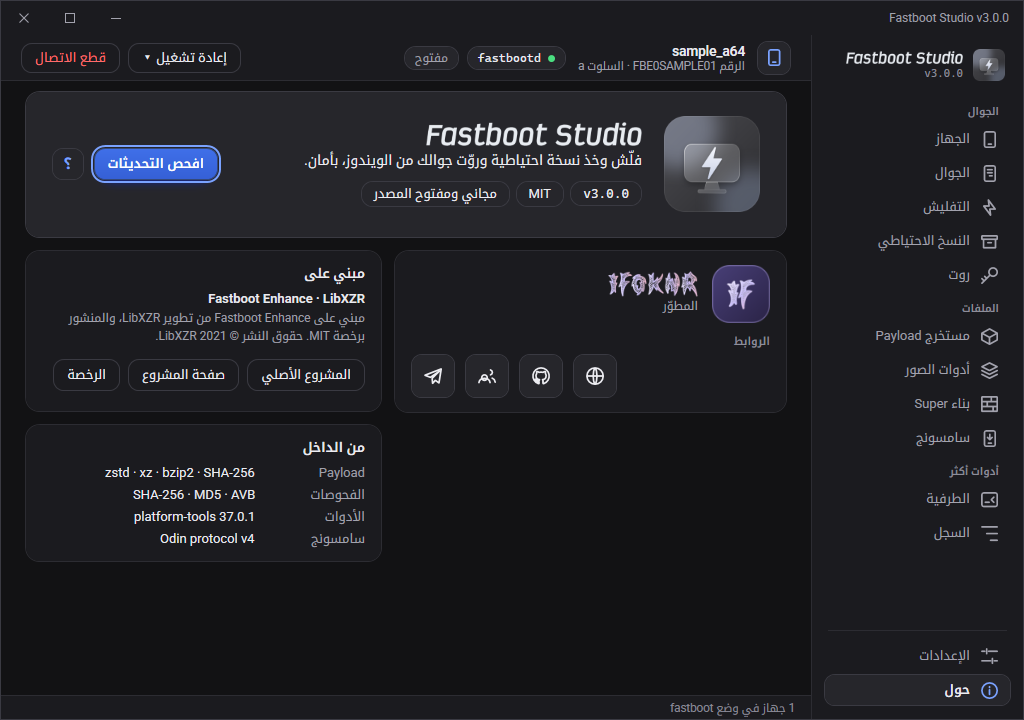 Fastboot Studio v3.0.0
Fastboot Studio
v3.0.0
الجوال
الجهاز
الجوال
التفليش
النسخ الاحتياطي
روت
الملفات
مستخرج Payload
أدوات الصور
بناء Super
سامسونج
أدوات أكثر
الطرفية
السجل
الإعدادات
حول
sample_a64
الرقم FBE0SAMPLE01 · السلوت a
fastbootd
مفتوح
إعادة تشغيل
قطع الاتصال
Fastboot Studio
فلّش وخذ نسخة احتياطية وروّت جوالك من الويندوز، بأمان.
v3.0.0
MIT
مجاني ومفتوح المصدر
افحص التحديثات
؟
IF
IFOKNR
المطوّر
الروابط
مبني على
Fastboot Enhance · LibXZR
مبني على Fastboot Enhance من تطوير LibXZR، والمنشور
برخصة MIT. حقوق النشر © 2021 LibXZR.
المشروع الأصلي
صفحة المشروع
الرخصة
من الداخل
Payload zstd · xz · bzip2 · SHA-256
الفحوصات SHA-256 · MD5 · AVB
الأدوات platform-tools 37.0.1
سامسونج Odin protocol v4
1 جهاز في وضع fastboot